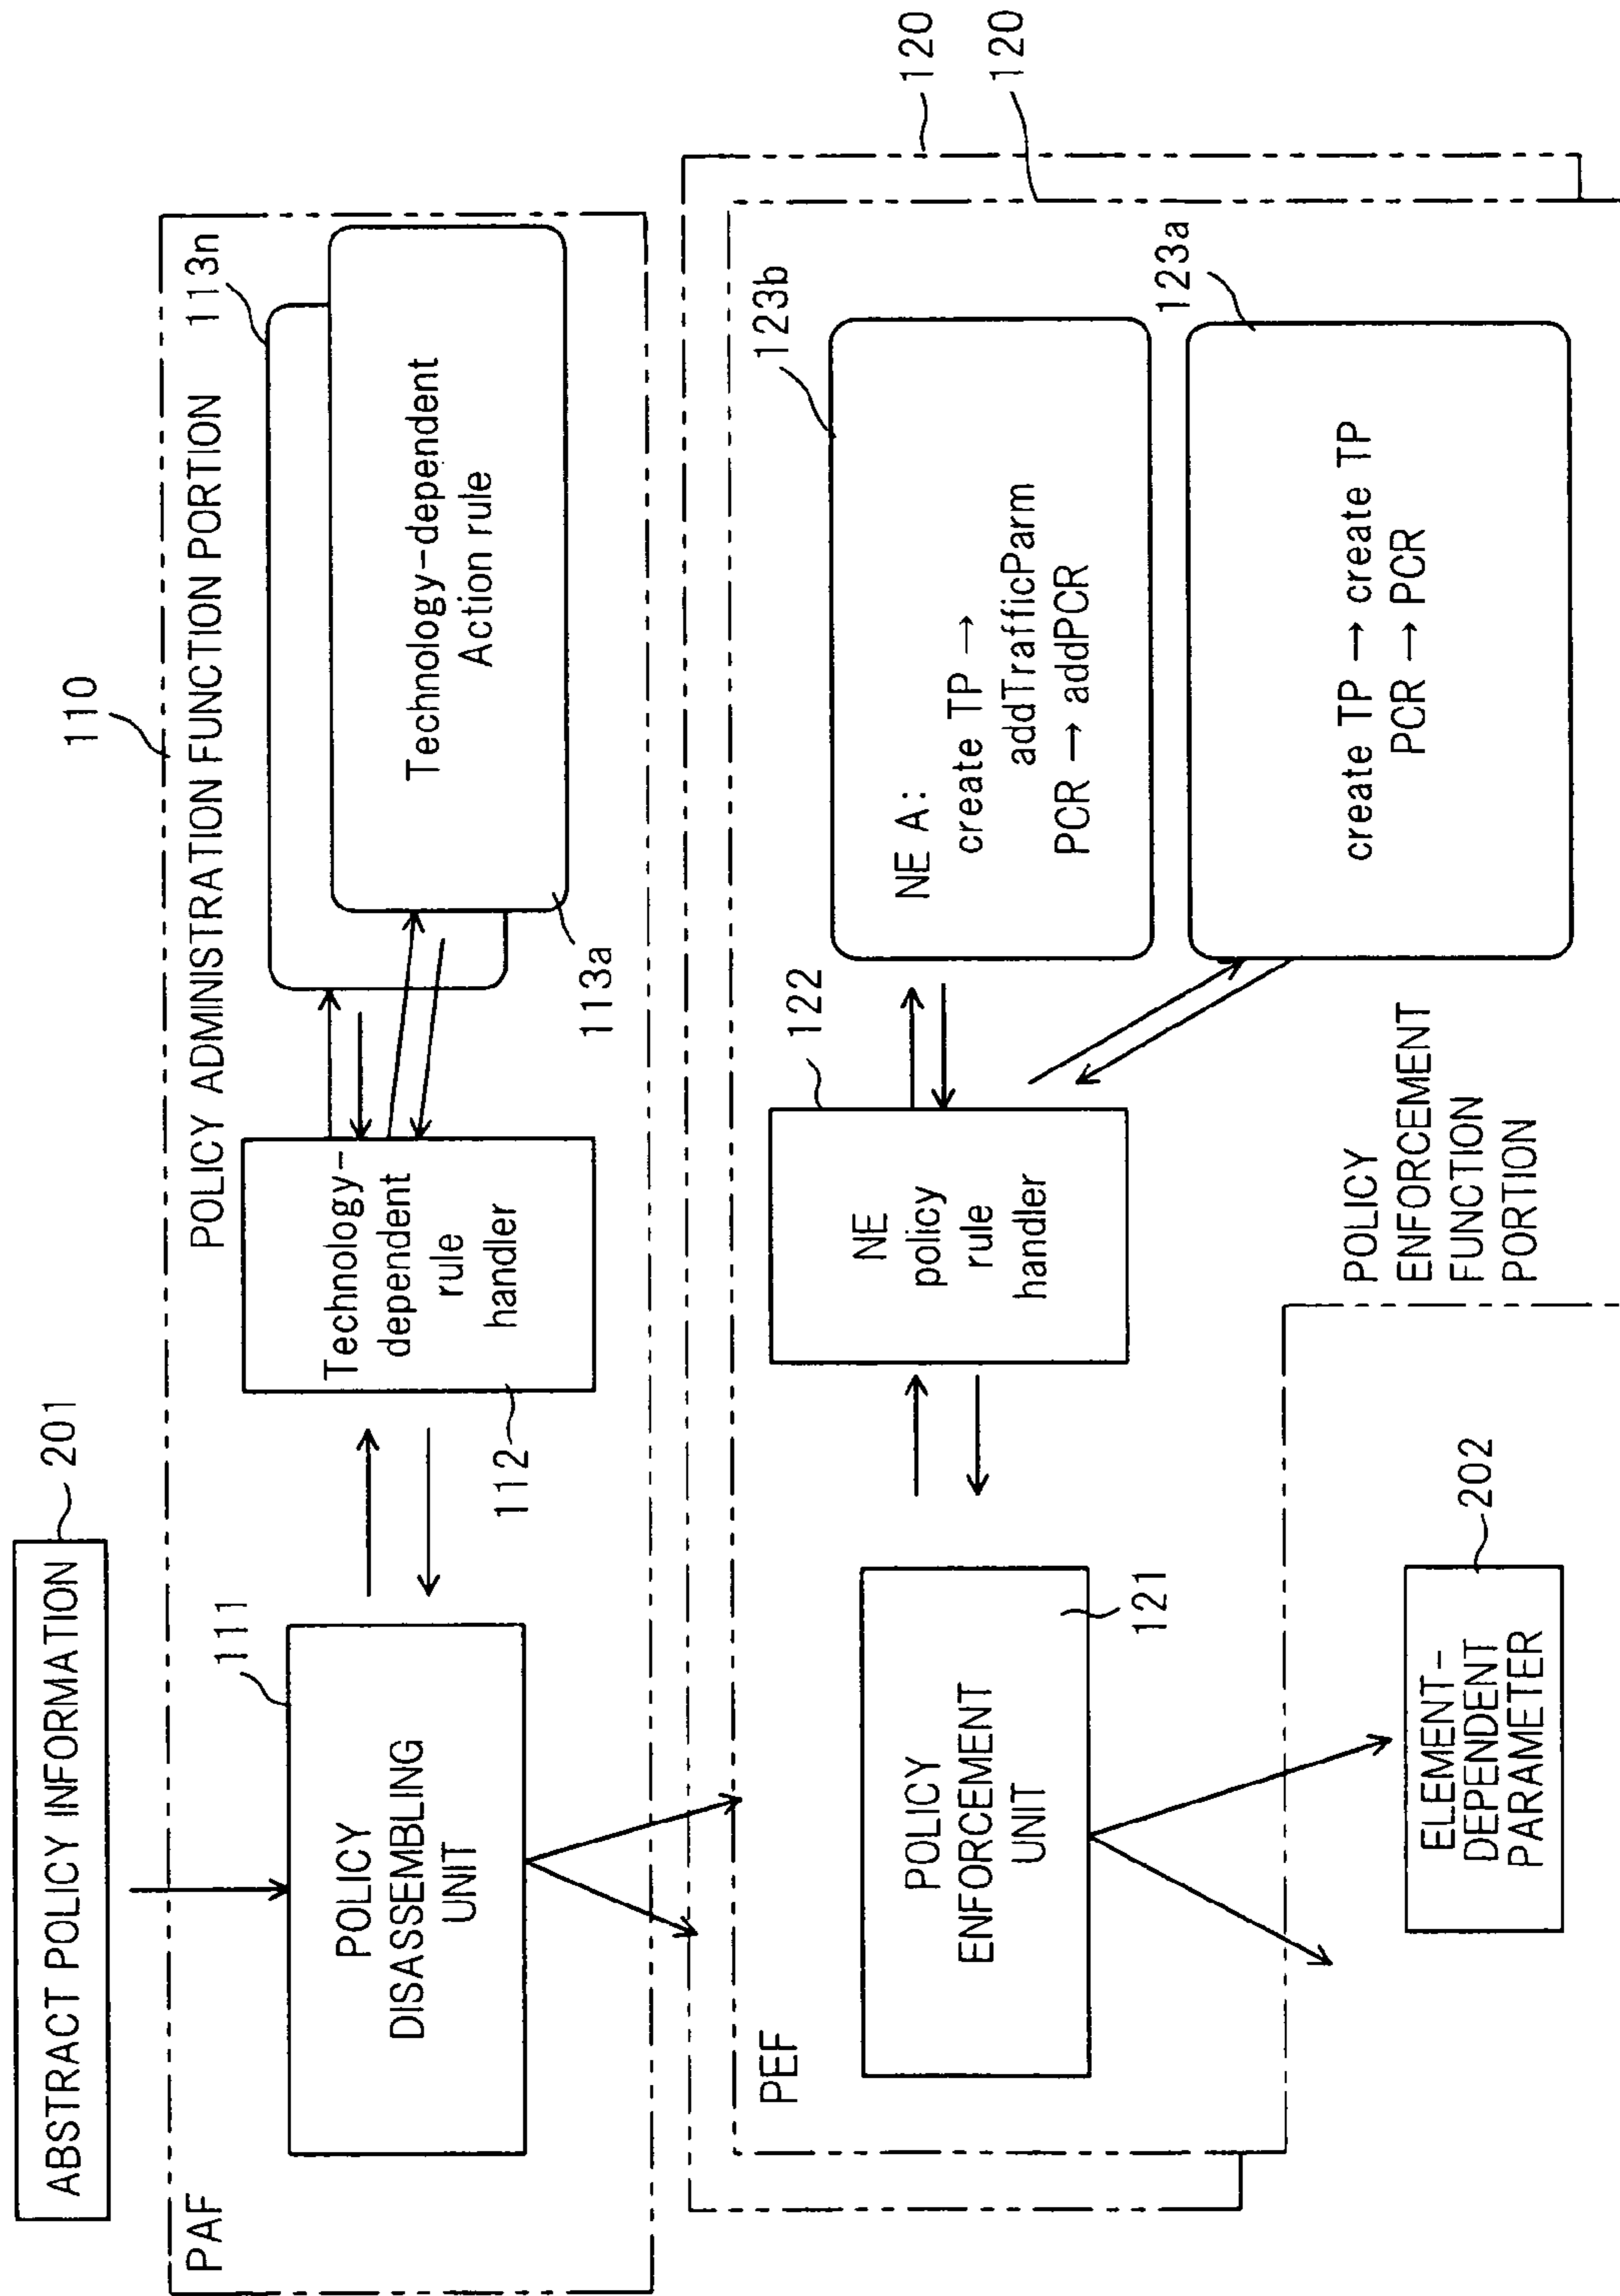 ABSTRACT POLICY INFORMATION
201
110
PAF
POLICY ADMINISTRATION FUNCTION PORTION
111
POLICY
DISASSEMBLING
UNIT
112
Technology-
dependent
rule
handler
113n
113a
Technology-dependent
Action rule
120
120
PEF
121
POLICY
ENFORCEMENT
UNIT
122
NE
policy
rule
handler
123b
NE A:
create TP →
addTrafficParm
PCR → addPCR
123a
create TP → create TP
PCR → PCR
POLICY
ENFORCEMENT
FUNCTION
PORTION
202
ELEMENT-
DEPENDENT
PARAMETER